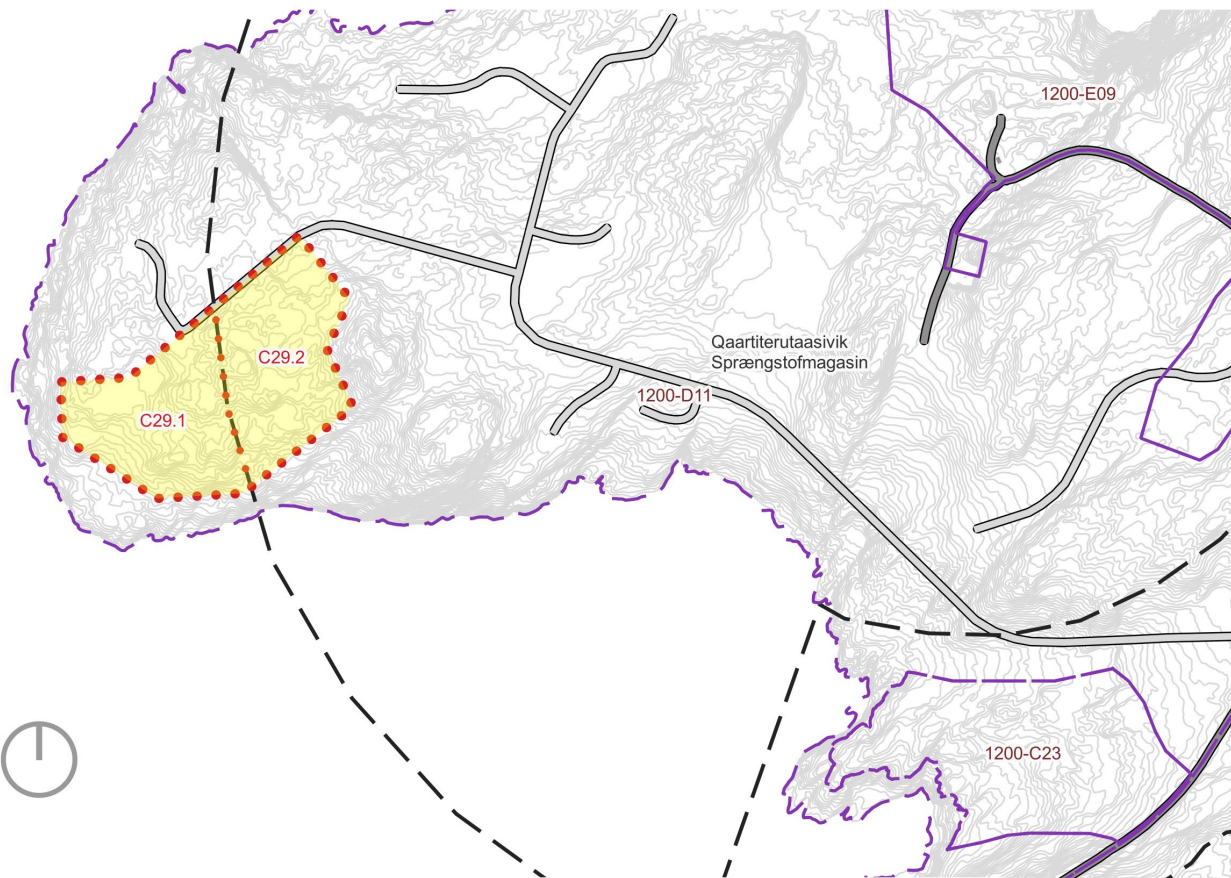 1200-E09
Qaartiterutaasivik
Sprængstofmagasin
C29.2
1200-D11
C29.1
1200-C23